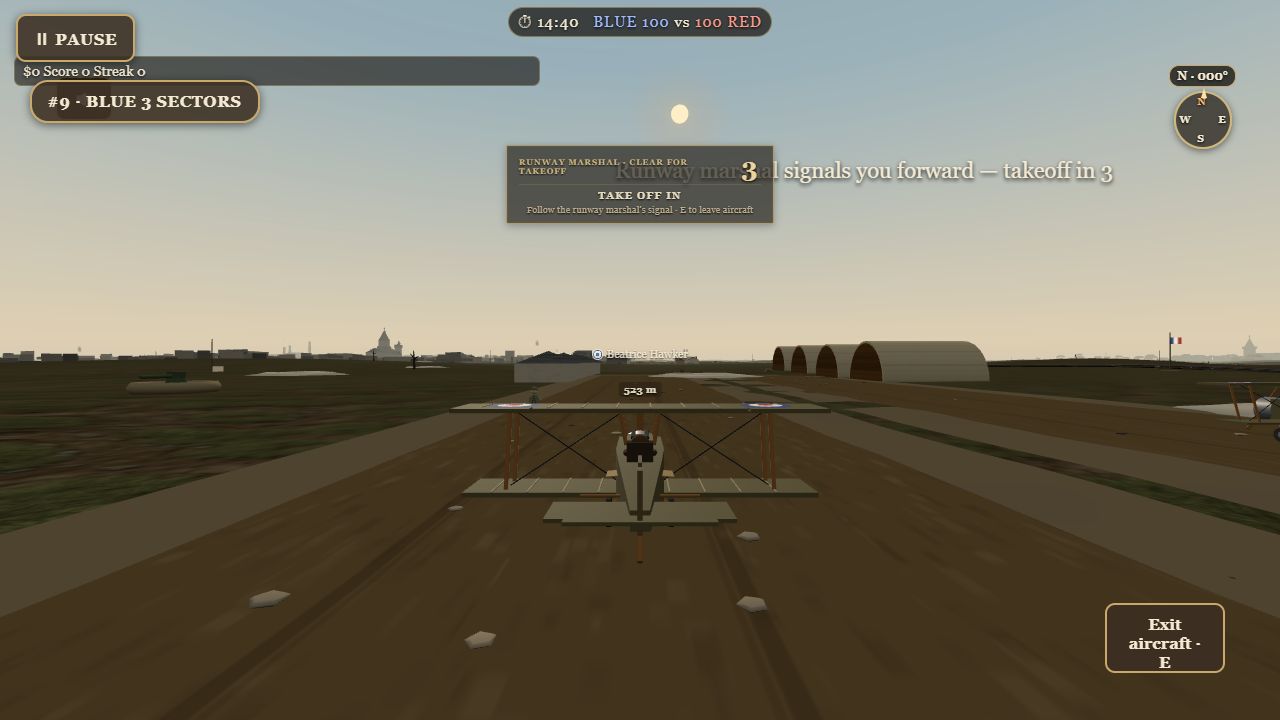 II PAUSE
⏱ 14:40 BLUE 100 vs 100 RED
$0 Score 0 Streak 0
#9 · BLUE 3 SECTORS
N · 000°
N
W E
S
RUNWAY MARSHAL · CLEAR FOR TAKEOFF
3
Runway marshal signals you forward — takeoff in 3
TAKE OFF IN
Follow the runway marshal's signal · E to leave aircraft
Beatrice Hawker
523 m
Exit
aircraft ·
E